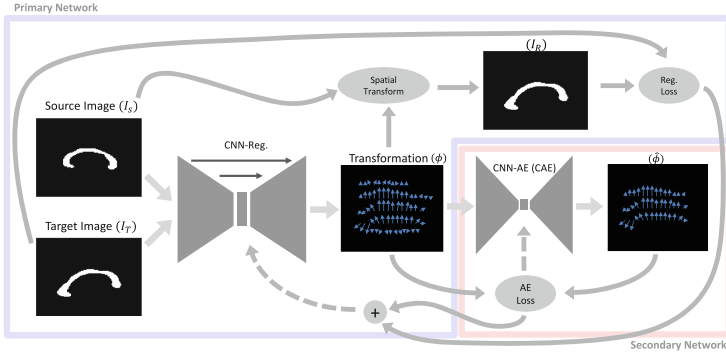 Primary Network
(I_R)
Spatial
Transform
Reg.
Loss
Source Image (I_s)
CNN-Reg.
Transformation (ϕ)
CNN-AE (CAE)
(ϕ̂)
Target Image (I_T)
AE
Loss
+
Secondary Network